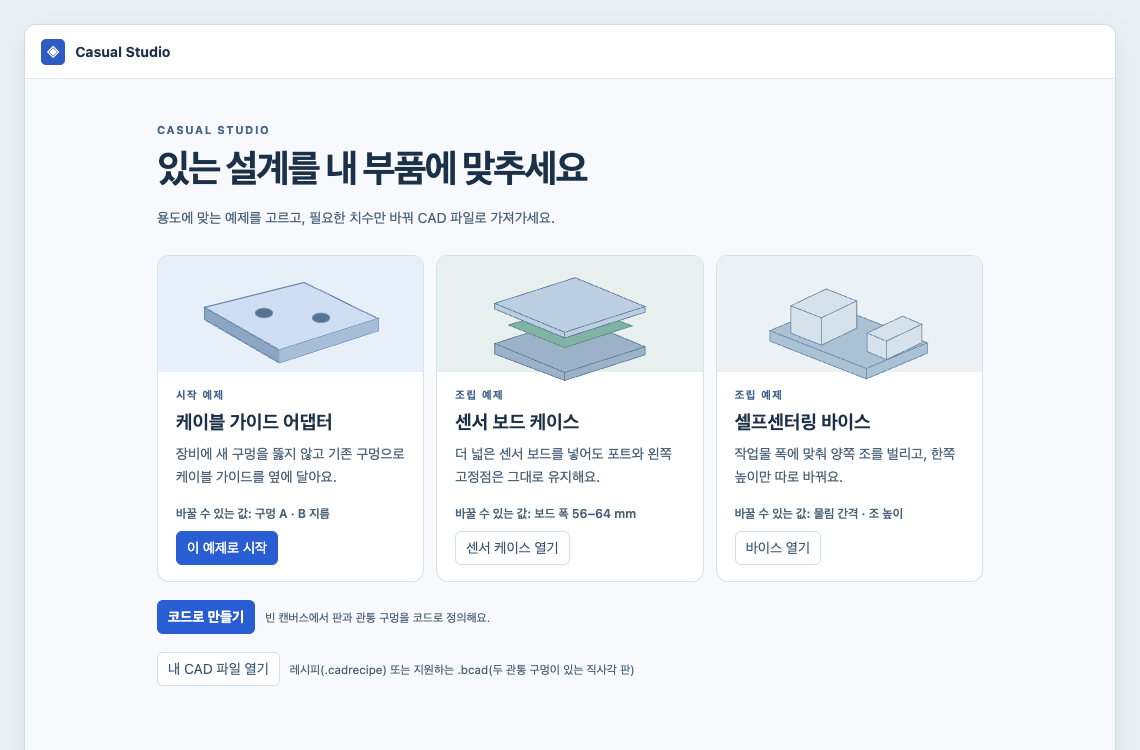 Casual Studio
CASUAL STUDIO
있는 설계를 내 부품에 맞추세요
용도에 맞는 예제를 고르고, 필요한 치수만 바꿔 CAD 파일로 가져가세요.
시작 예제
케이블 가이드 어댑터
장비에 새 구멍을 뚫지 않고 기존 구멍으로
케이블 가이드를 옆에 달아요.
바꿀 수 있는 값: 구멍 A · B 지름
이 예제로 시작
조립 예제
센서 보드 케이스
더 넓은 센서 보드를 넣어도 포트와 왼쪽
고정점은 그대로 유지해요.
바꿀 수 있는 값: 보드 폭 56–64 mm
센서 케이스 열기
조립 예제
셀프센터링 바이스
작업물 폭에 맞춰 양쪽 조를 벌리고, 한쪽
높이만 따로 바꿔요.
바꿀 수 있는 값: 물림 간격 · 조 높이
바이스 열기
코드로 만들기
빈 캔버스에서 판과 관통 구멍을 코드로 정의해요.
내 CAD 파일 열기
레시피(.cadrecipe) 또는 지원하는 .bcad(두 관통 구멍이 있는 직사각 판)